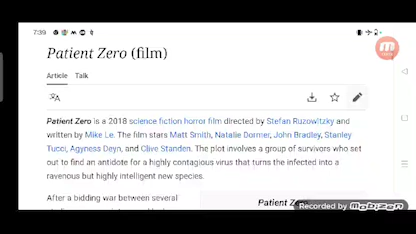 7:39
Patient Zero (film)
Article Talk
Patient Zero is a 2018 science fiction horror film directed by Stefan Ruzowitzky and
written by Mike Le. The film stars Matt Smith, Natalie Dormer, John Bradley, Stanley
Tucci, Agyness Deyn, and Clive Standen. The plot involves a group of survivors who set
out to find an antidote for a highly contagious virus that turns the infected into a
ravenous but highly intelligent new species.
After a bidding war between several
Patient Zero
Recorded by Mobizen